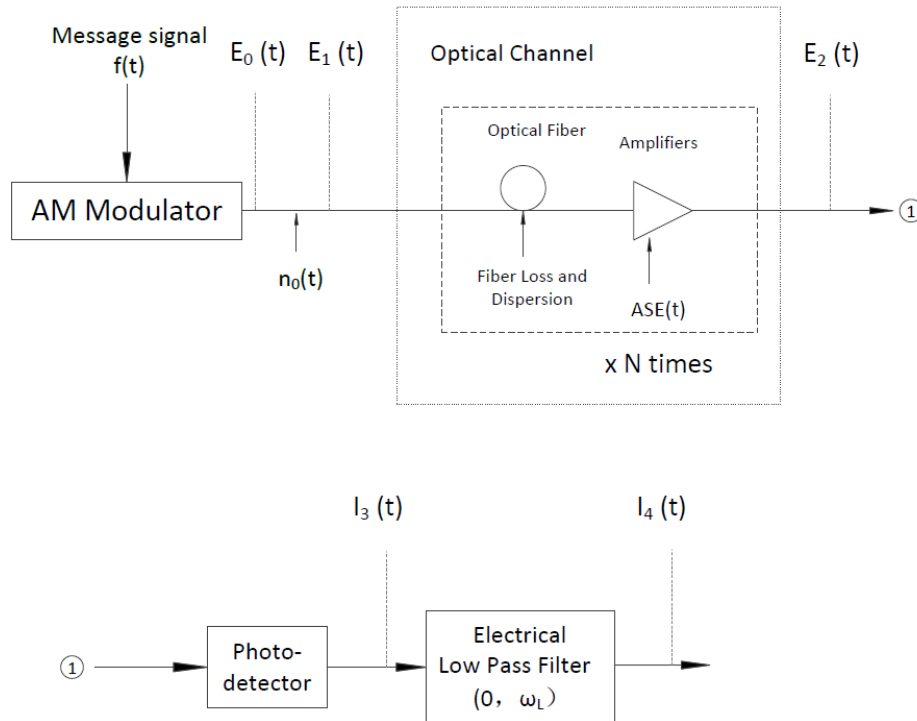 Message signal
f(t)
E₀ (t)
E₁ (t)
Optical Channel
E₂ (t)
Optical Fiber
Amplifiers
AM Modulator
①
n₀(t)
Fiber Loss and
Dispersion
ASE(t)
x N times
I₃ (t)
I₄ (t)
①
Photo-
detector
Electrical
Low Pass Filter
(0， ω_L）